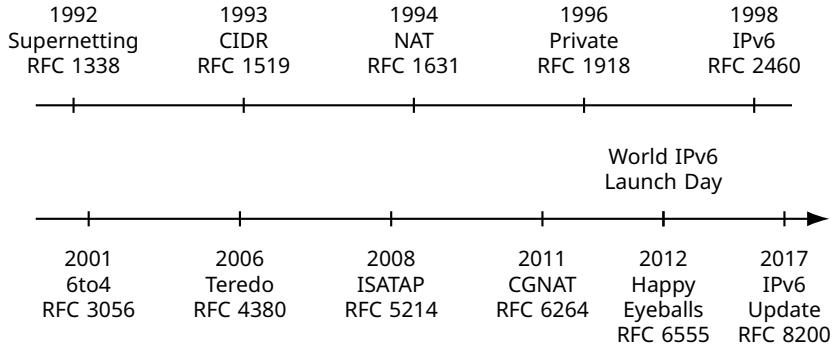 1992
Supernetting
RFC 1338
1993
CIDR
RFC 1519
1994
NAT
RFC 1631
1996
Private
RFC 1918
1998
IPv6
RFC 2460
World IPv6
Launch Day
2001
6to4
RFC 3056
2006
Teredo
RFC 4380
2008
ISATAP
RFC 5214
2011
CGNAT
RFC 6264
2012
Happy
Eyeballs
RFC 6555
2017
IPv6
Update
RFC 8200